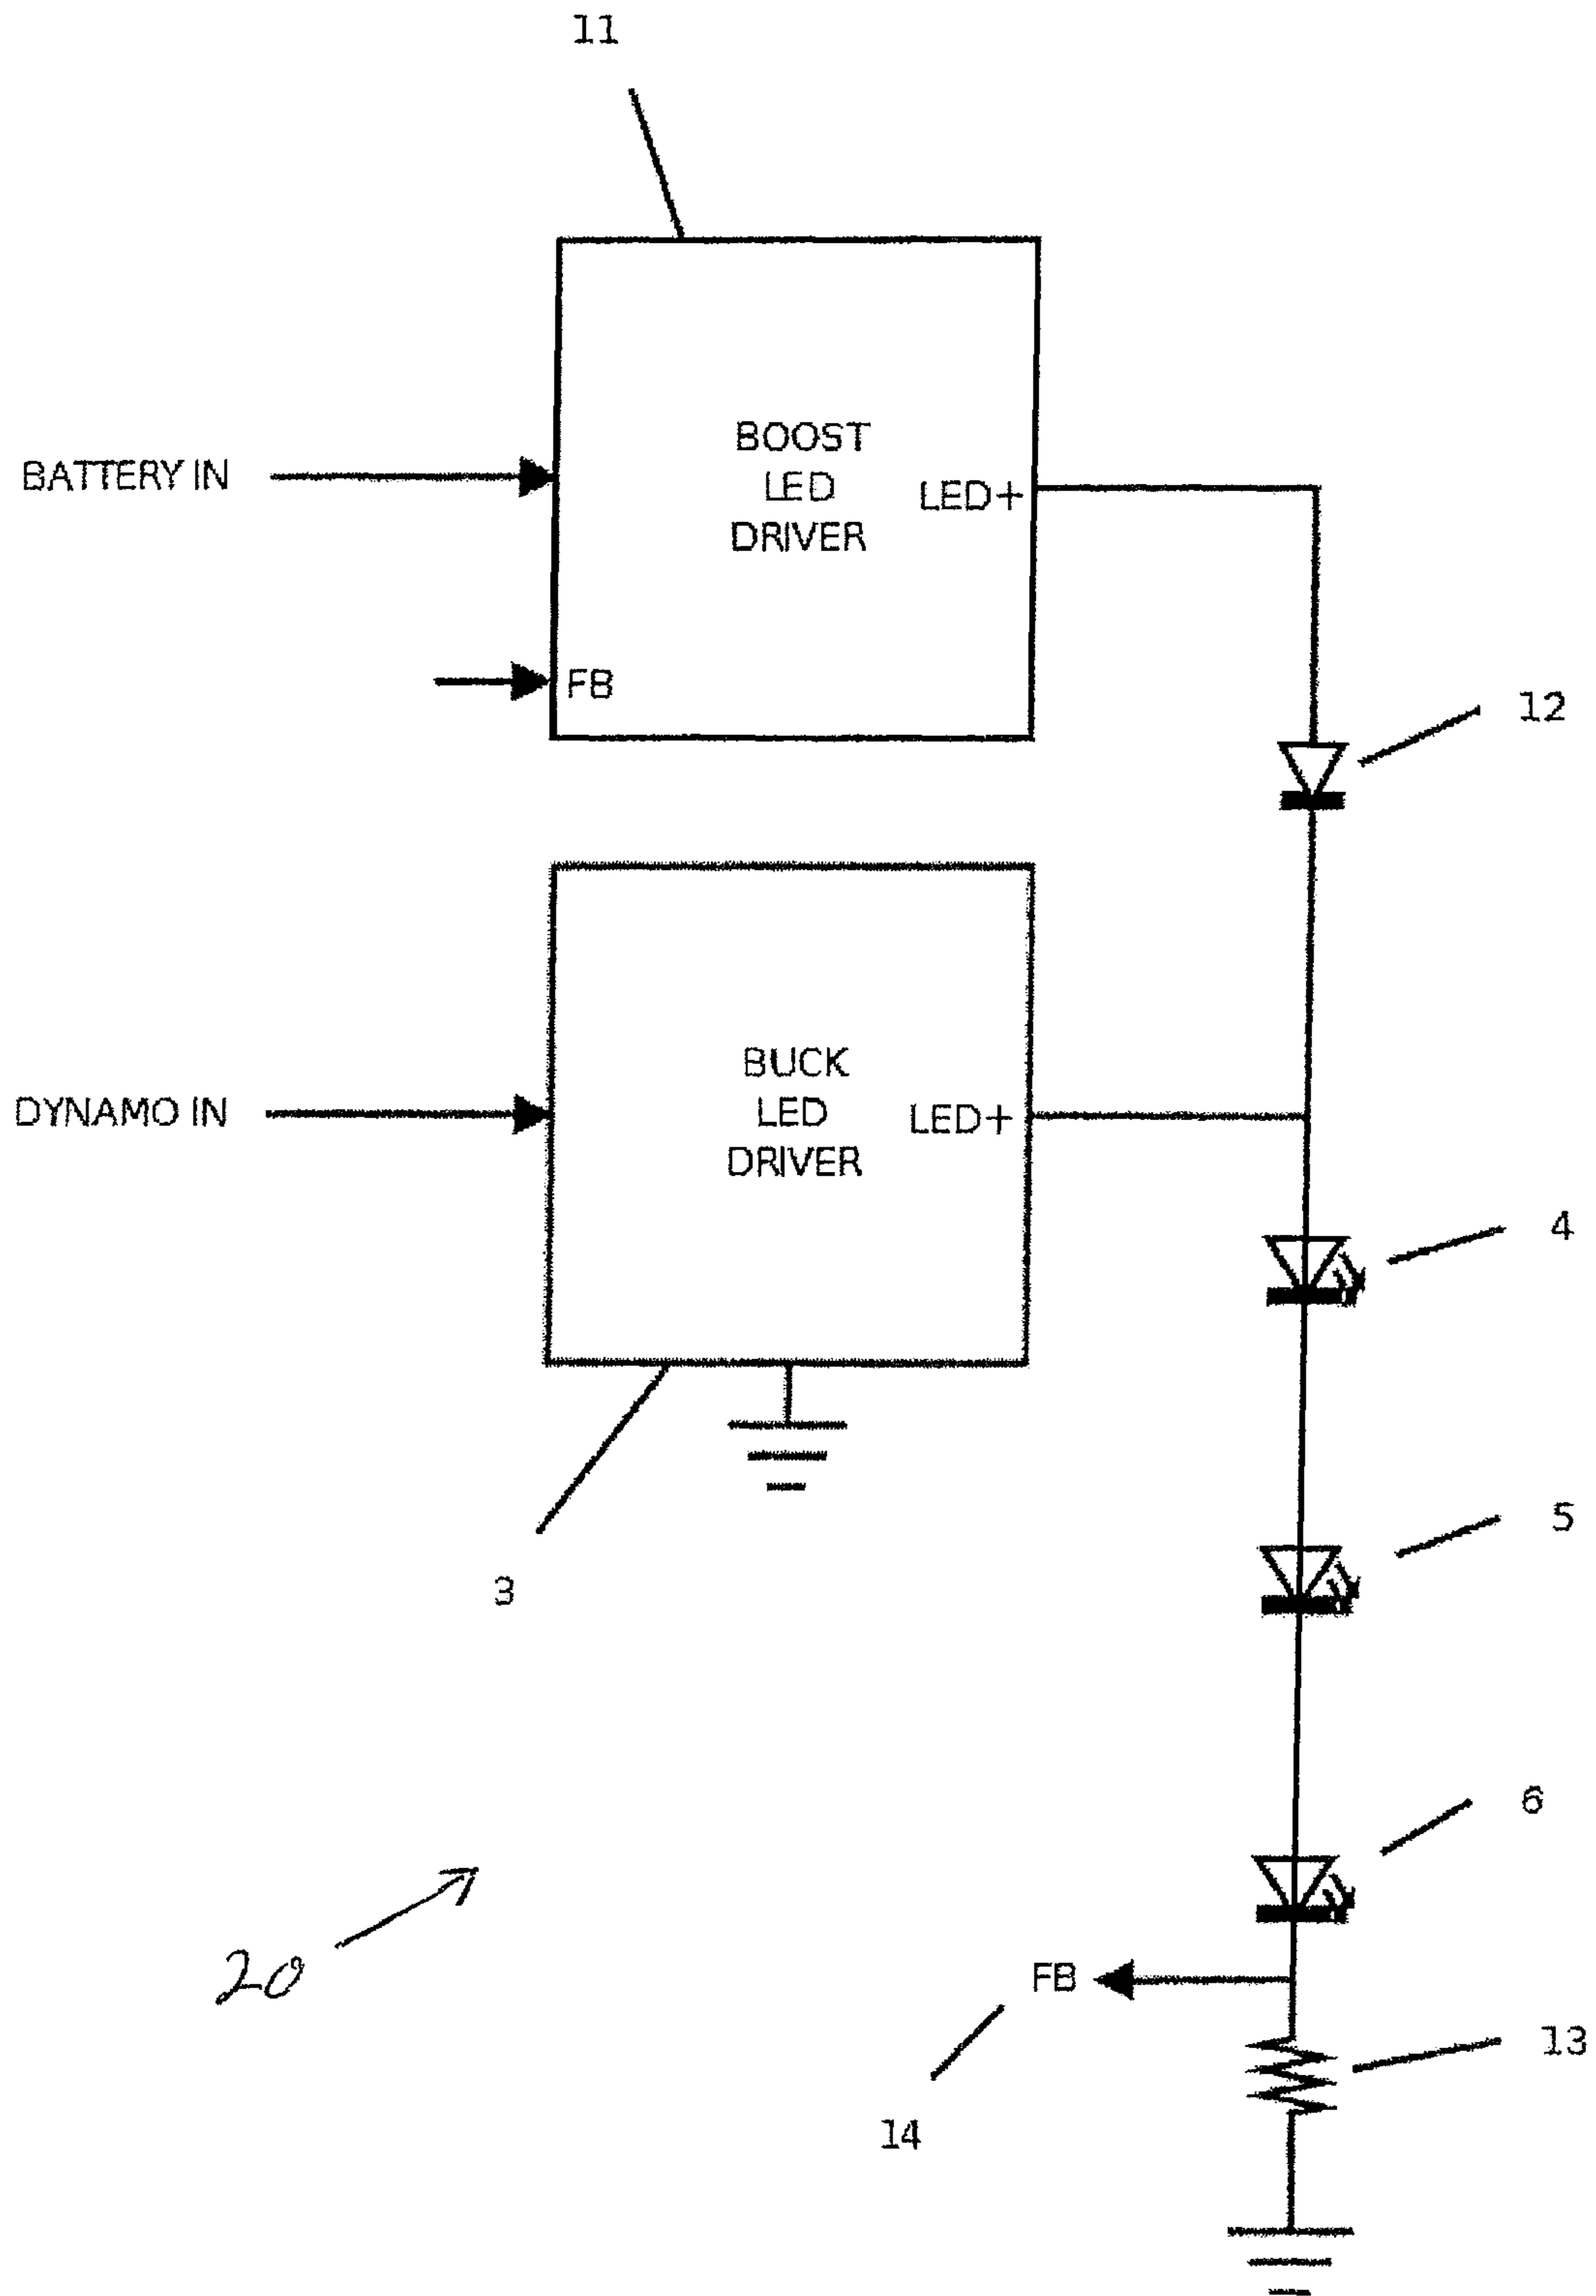 11
BOOST
LED
DRIVER
BATTERY IN
LED+
FB
12
BUCK
LED
DRIVER
DYNAMO IN
LED+
4
3
5
6
20
FB
13
14